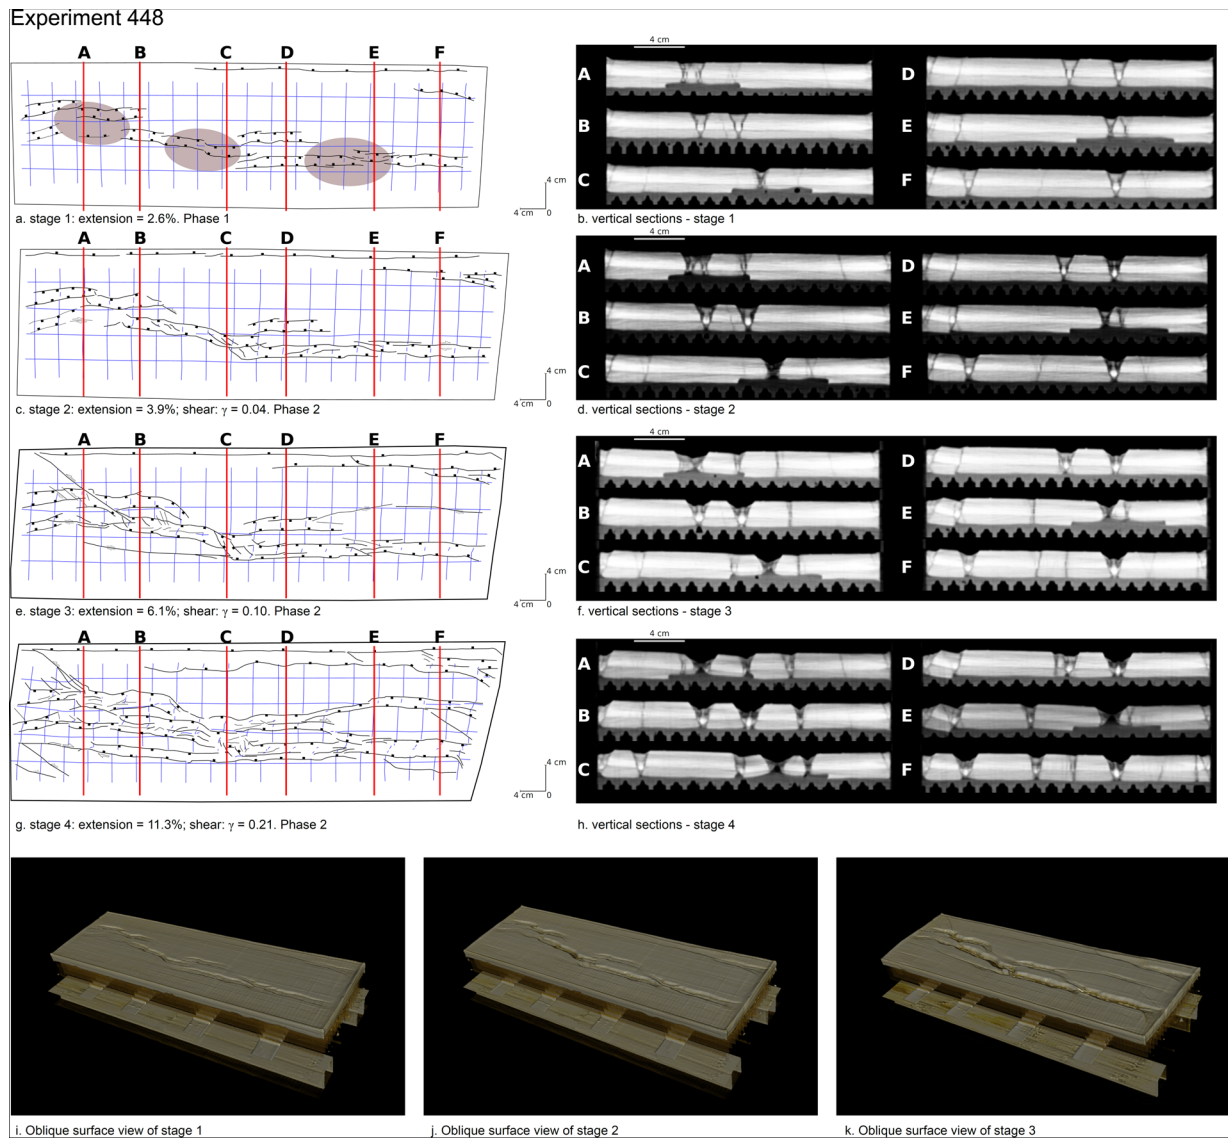 Experiment 448
A B C D E F
4 cm
4 cm 0
a. stage 1: extension = 2.6%. Phase 1
4 cm
A D
B E
C F
b. vertical sections - stage 1
A B C D E F
4 cm
4 cm 0
c. stage 2: extension = 3.9%; shear: γ = 0.04. Phase 2
4 cm
A D
B E
C F
d. vertical sections - stage 2
A B C D E F
4 cm
4 cm 0
e. stage 3: extension = 6.1%; shear: γ = 0.10. Phase 2
4 cm
A D
B E
C F
f. vertical sections - stage 3
A B C D E F
4 cm
4 cm 0
g. stage 4: extension = 11.3%; shear: γ = 0.21. Phase 2
4 cm
A D
B E
C F
h. vertical sections - stage 4
i. Oblique surface view of stage 1
j. Oblique surface view of stage 2
k. Oblique surface view of stage 3